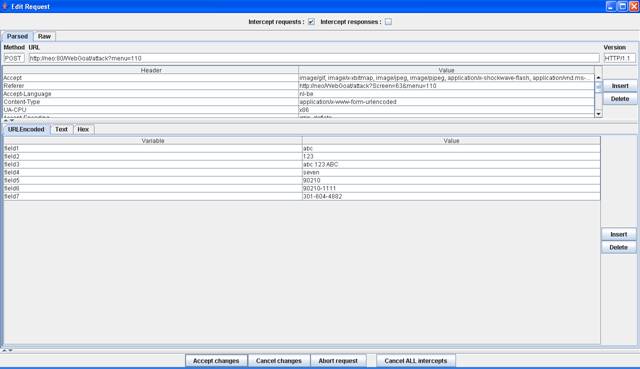 Edit Request
Intercept requests : Intercept responses :
Parsed Raw
Method URL Version
POST http://neo:80/WebGoat/attack?menu=110 HTTP/1.1
Header Value
Accept image/gif, image/x-xbitmap, image/jpeg, image/pjpeg, application/x-shockwave-flash, application/vnd.ms-...
Referer http://neo/WebGoat/attack?Screen=63&menu=110
Insert
Accept-Language nl-be
Content-Type application/x-www-form-urlencoded
Delete
UA-CPU x86
Accept-Encoding gzip, deflate
URLEncoded Text Hex
Variable Value
field1 abc
field2 123
field3 abc 123 ABC
field4 seven
field5 90210
field6 90210-1111
field7 301-604-4882
Insert
Delete
Accept changes Cancel changes Abort request Cancel ALL intercepts